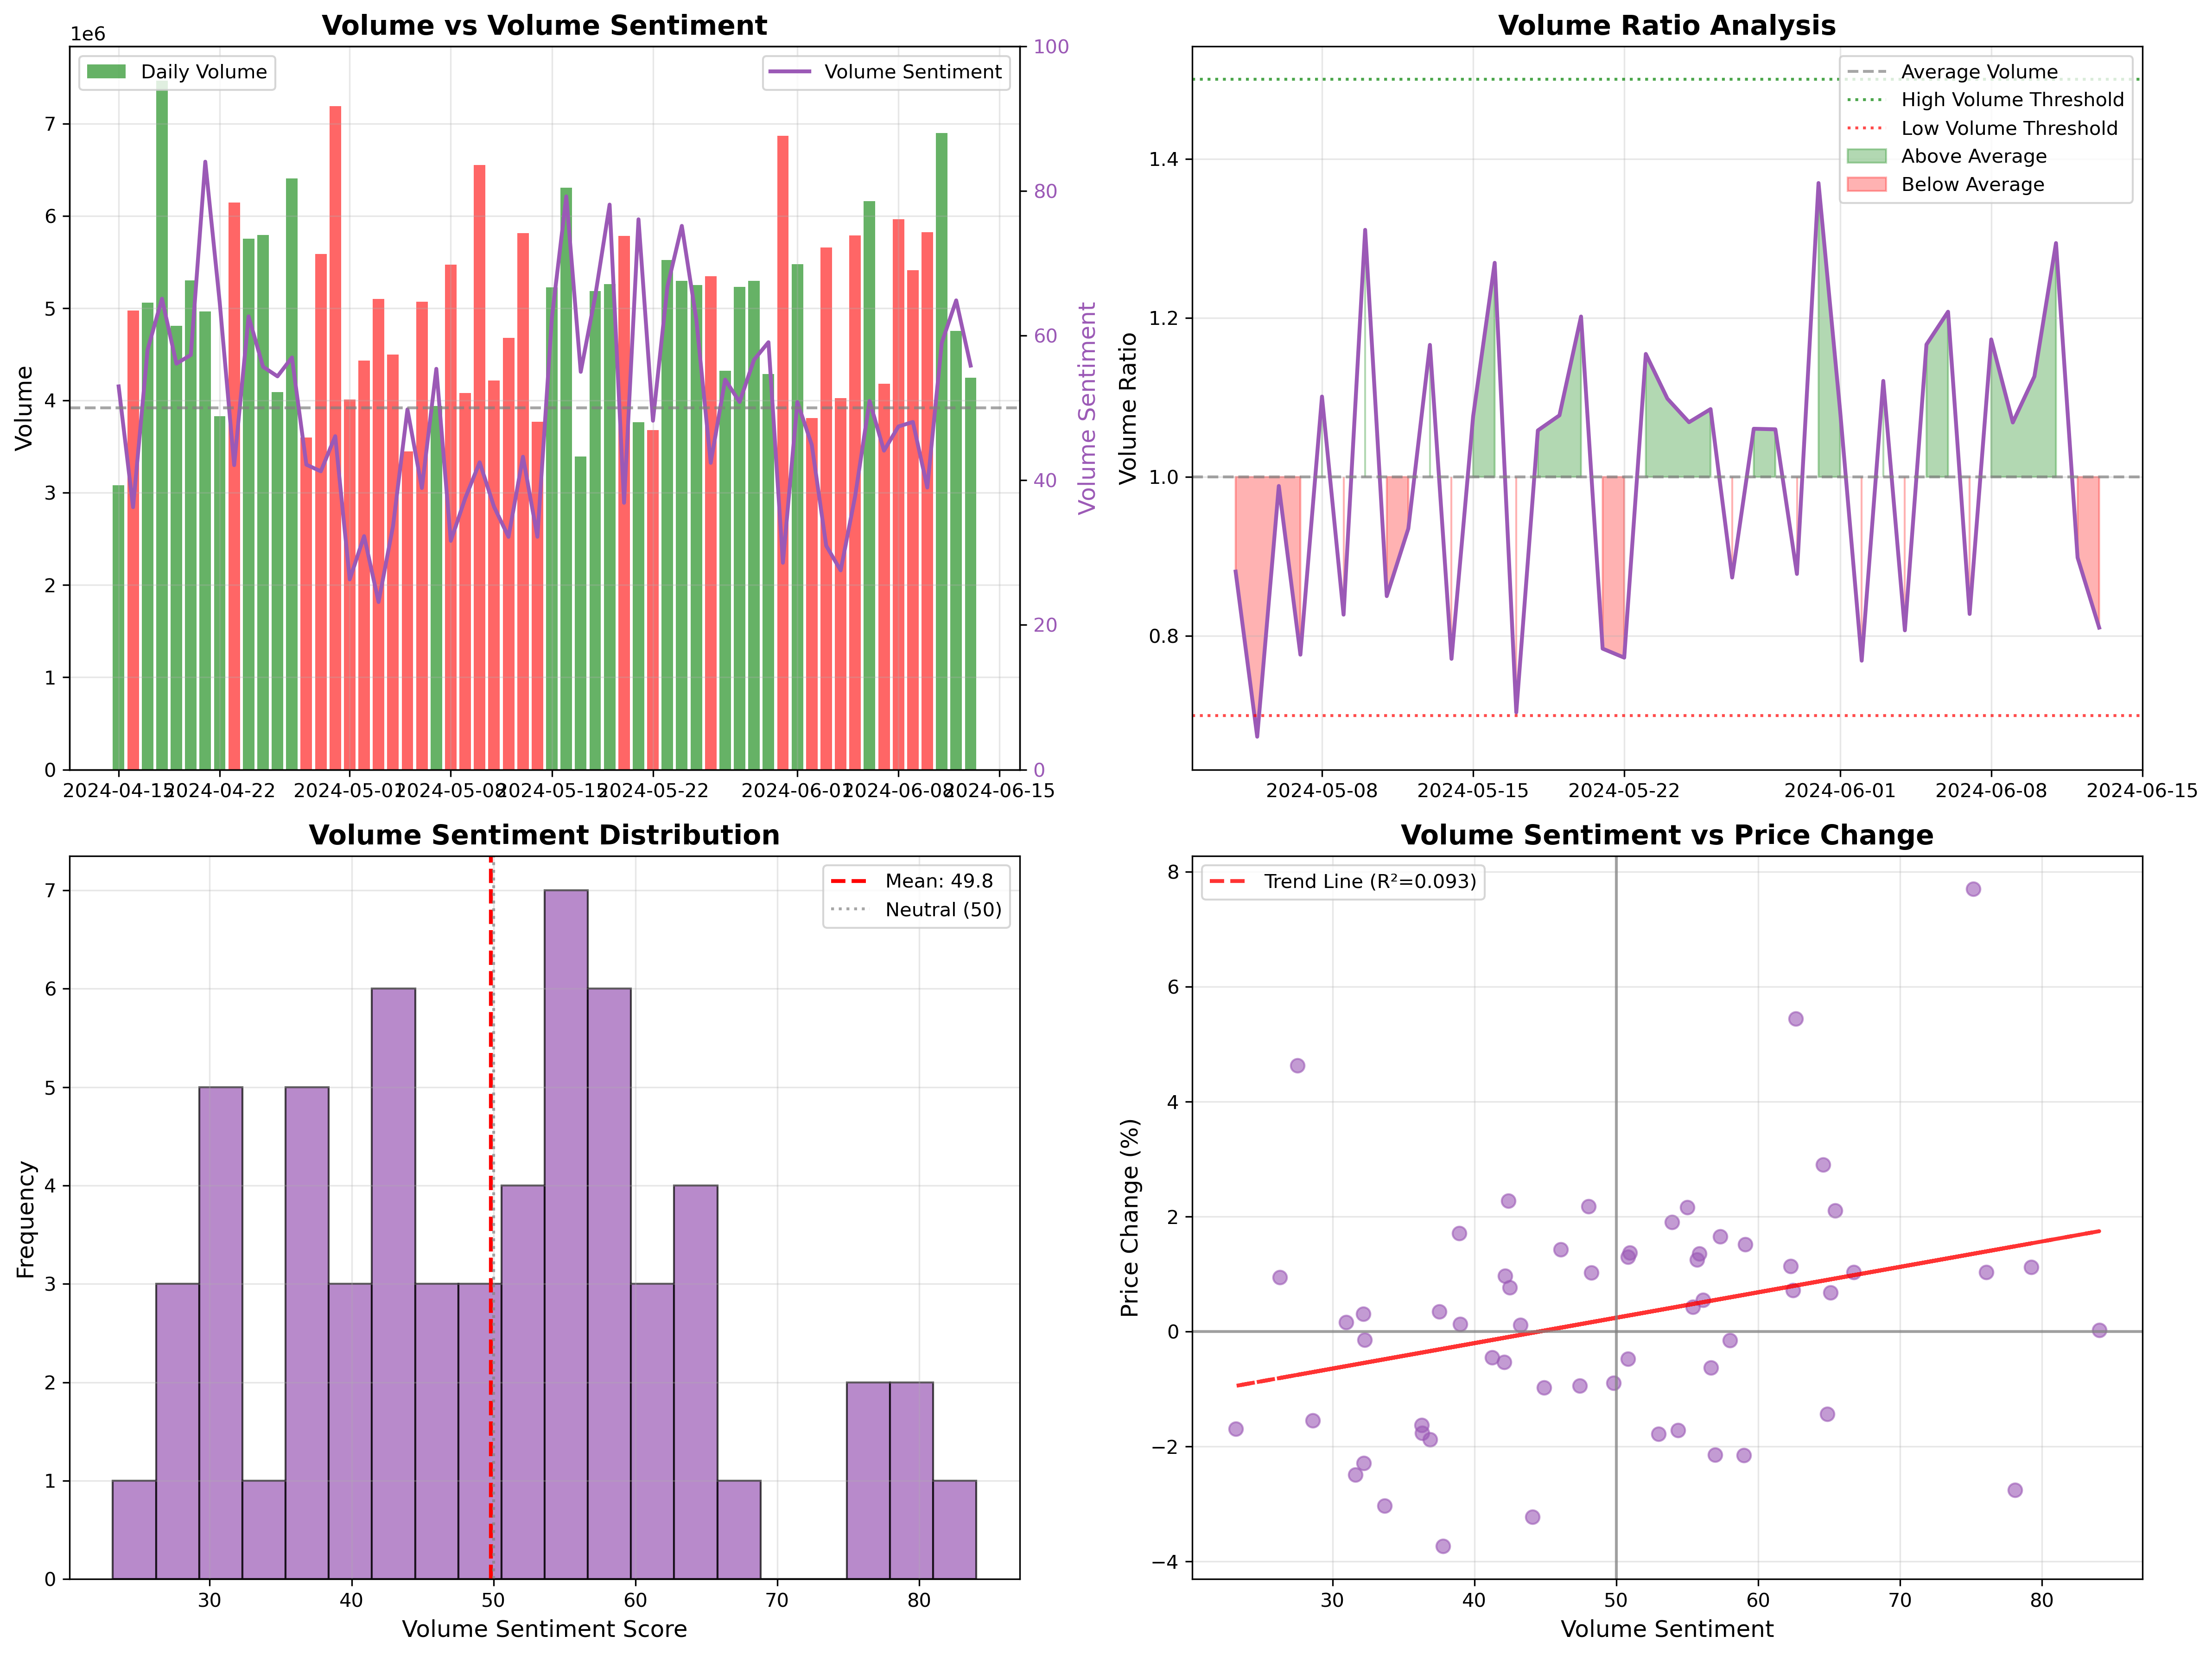 Volume vs Volume Sentiment
1e6
Daily Volume
Volume Sentiment
Volume
0
1
2
3
4
5
6
7
Volume Sentiment
0
20
40
60
80
100
2024-04-15
2024-04-22
2024-05-01
2024-05-08
2024-05-15
2024-05-22
2024-06-01
2024-06-08
2024-06-15
Volume Ratio Analysis
Average Volume
High Volume Threshold
Low Volume Threshold
Above Average
Below Average
Volume Ratio
1.4
1.2
1.0
0.8
2024-05-08
2024-05-15
2024-05-22
2024-06-01
2024-06-08
2024-06-15
Volume Sentiment Distribution
Mean: 49.8
Neutral (50)
Frequency
7
6
5
4
3
2
1
0
30
40
50
60
70
80
Volume Sentiment Score
Volume Sentiment vs Price Change
Trend Line (R²=0.093)
Price Change (%)
8
6
4
2
0
−2
−4
30
40
50
60
70
80
Volume Sentiment